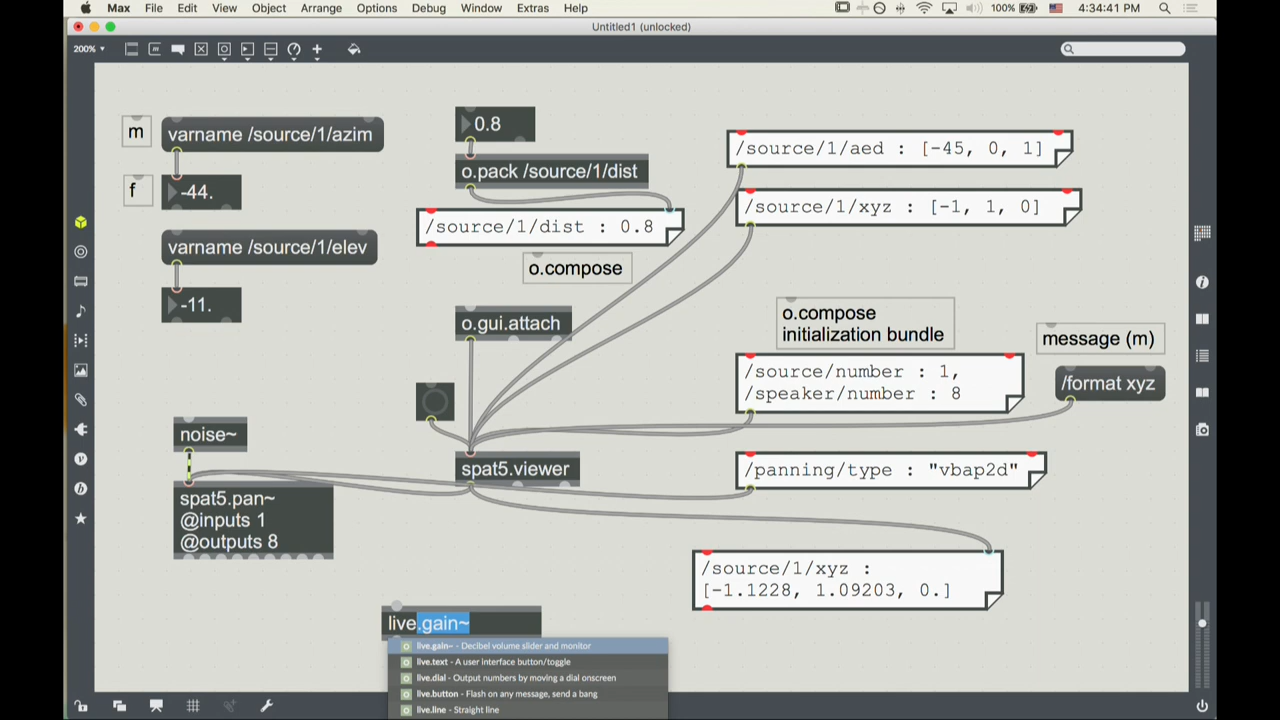 Max File Edit View Object Arrange Options Debug Window Extras Help 100% 4:34:41 PM
Untitled1 (unlocked)
200%
m
varname /source/1/azim
f
-44.
varname /source/1/elev
-11.
0.8
o.pack /source/1/dist
/source/1/dist : 0.8
o.compose
/source/1/aed : [-45, 0, 1]
/source/1/xyz : [-1, 1, 0]
o.gui.attach
o.compose
initialization bundle
message (m)
/source/number : 1,
/speaker/number : 8
/format xyz
noise~
spat5.viewer
/panning/type : "vbap2d"
spat5.pan~
@inputs 1
@outputs 8
/source/1/xyz :
[-1.1228, 1.09203, 0.]
live.gain~
live.gain~ - Decibel volume slider and monitor
live.text - A user interface button/toggle
live.dial - Output numbers by moving a dial onscreen
live.button - Flash on any message, send a bang
live.line - Straight line